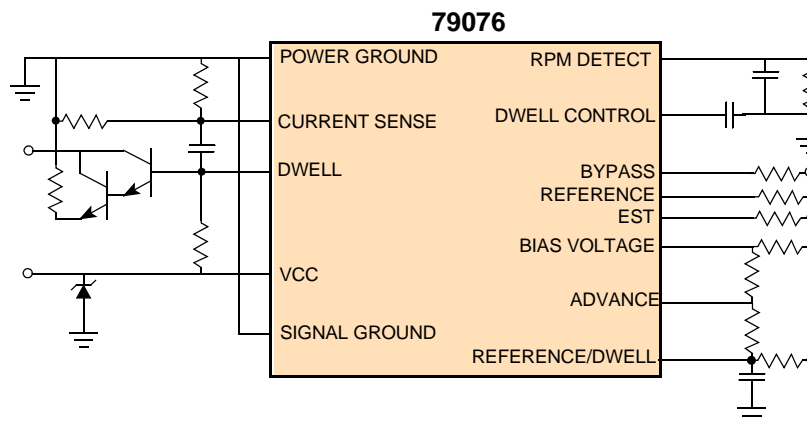 79076
POWER GROUND
CURRENT SENSE
DWELL
VCC
SIGNAL GROUND
RPM DETECT
DWELL CONTROL
BYPASS
REFERENCE
EST
BIAS VOLTAGE
ADVANCE
REFERENCE/DWELL